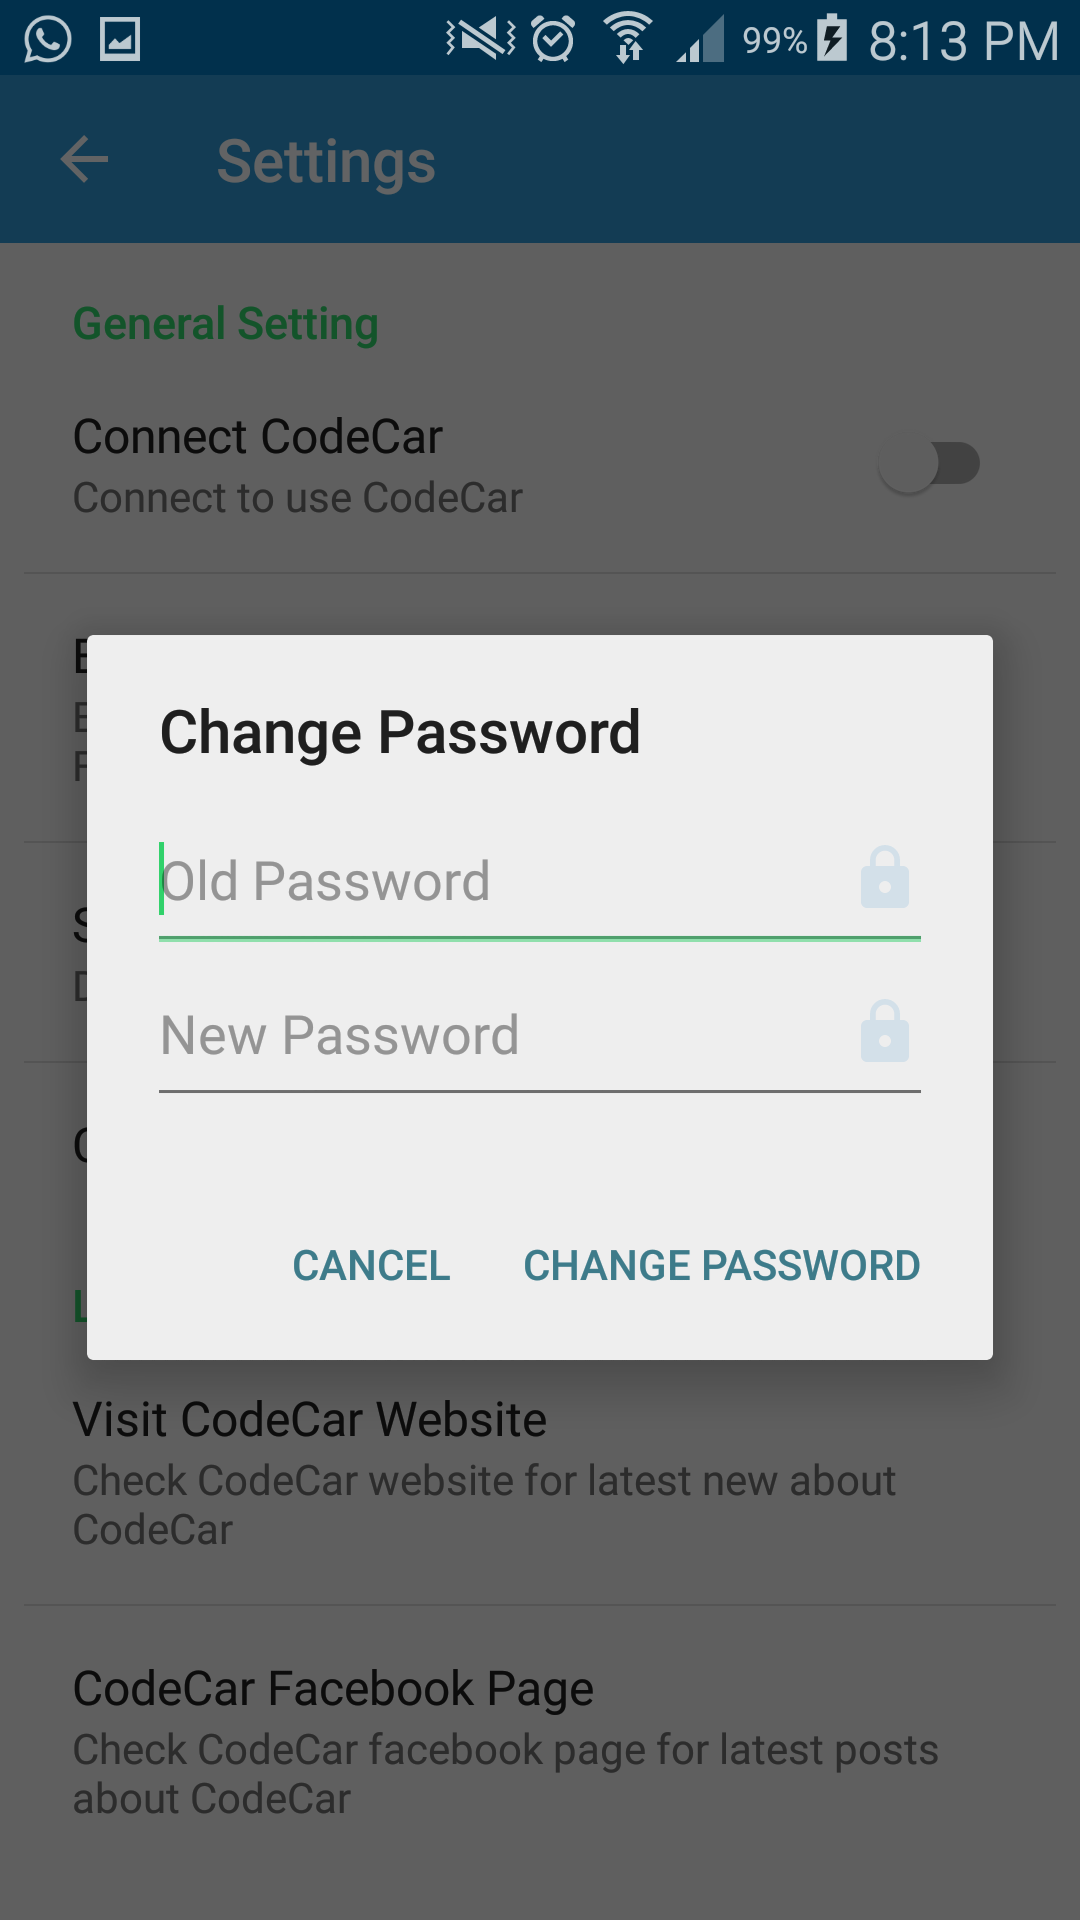 99% 8:13 PM
Settings
General Setting
Connect CodeCar
Connect to use CodeCar
Change Password
Old Password
New Password
CANCEL CHANGE PASSWORD
Visit CodeCar Website
Check CodeCar website for latest new about
CodeCar
CodeCar Facebook Page
Check CodeCar facebook page for latest posts
about CodeCar